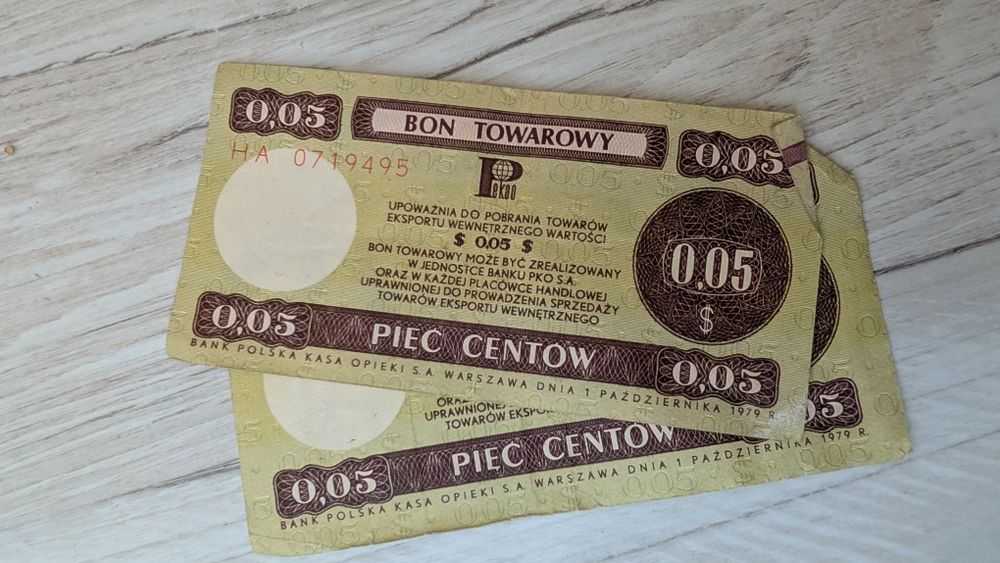 0,05 BON TOWAROWY 0,05
HA 0719495
Pekao
UPOWAŻNIA DO POBRANIA TOWARÓW
EKSPORTU WEWNĘTRZNEGO WARTOŚCI
$ 0,05 $
BON TOWAROWY MOŻE BYĆ ZREALIZOWANY
W JEDNOSTCE BANKU PKO S.A.
ORAZ W KAŻDEJ PLACÓWCE HANDLOWEJ
UPRAWNIONEJ DO PROWADZENIA SPRZEDAŻY
TOWARÓW EKSPORTU WEWNĘTRZNEGO
0,05
$
0,05 PIĘĆ CENTÓW 0,05
BANK POLSKA KASA OPIEKI S.A. WARSZAWA DNIA 1 PAŹDZIERNIKA 1979 R.
UPRAWNIONEJ
TOWARÓW
0,05 PIĘĆ CENTÓW
BANK POLSKA KASA OPIEKI S.A. WARSZAWA DNIA 1 PAŹDZIERNIKA 1979 R.